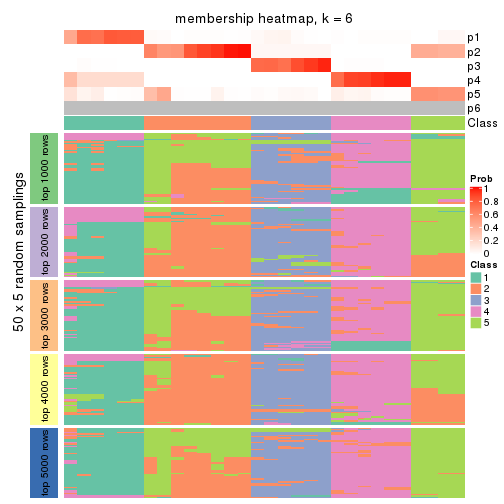 membership heatmap, k = 6
p1
p2
p3
p4
p5
p6
Class
50 x 5 random samplings
top 1000 rows
top 2000 rows
top 3000 rows
top 4000 rows
top 5000 rows
Prob
1
0.8
0.6
0.4
0.2
0
Class
1
2
3
4
5